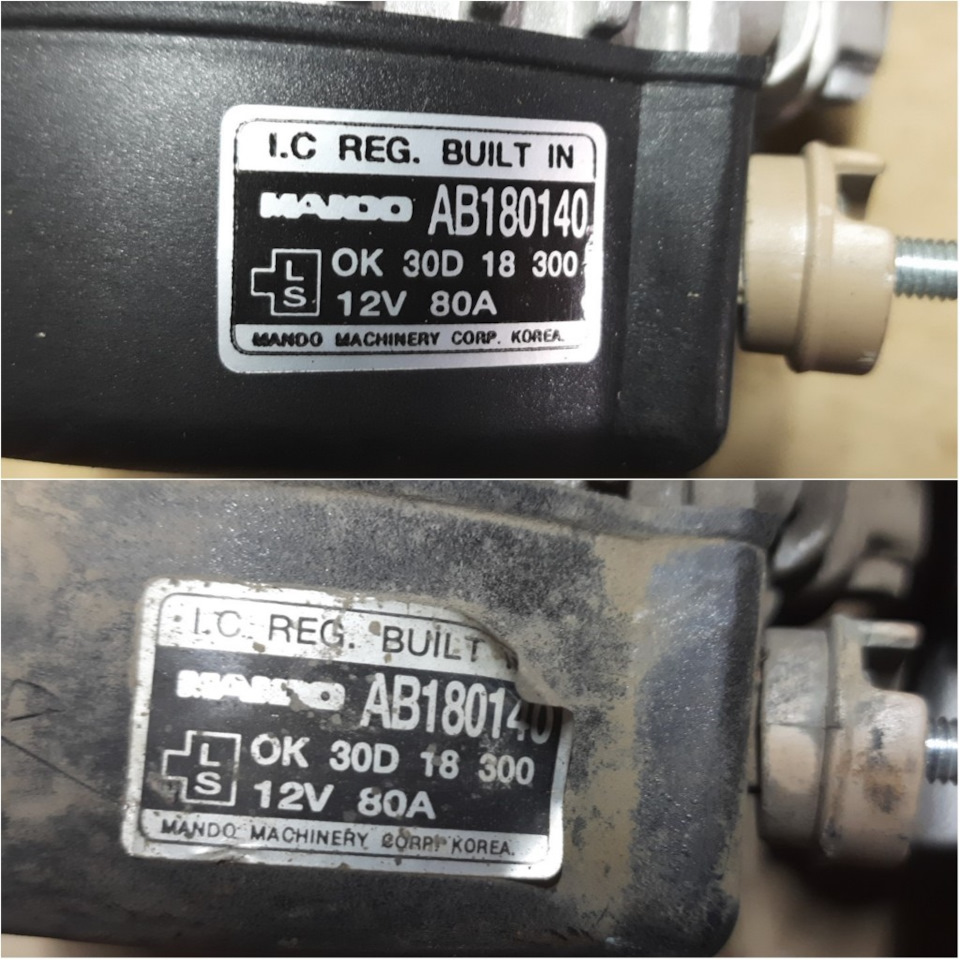 I.C REG. BUILT IN
MANDO AB180140
LS OK 30D 18 300
12V 80A
MANDO MACHINERY CORP. KOREA.
I.C. REG. BUILT
MANDO AB180140
LS OK 30D 18 300
12V 80A
MANDO MACHINERY CORP. KOREA.